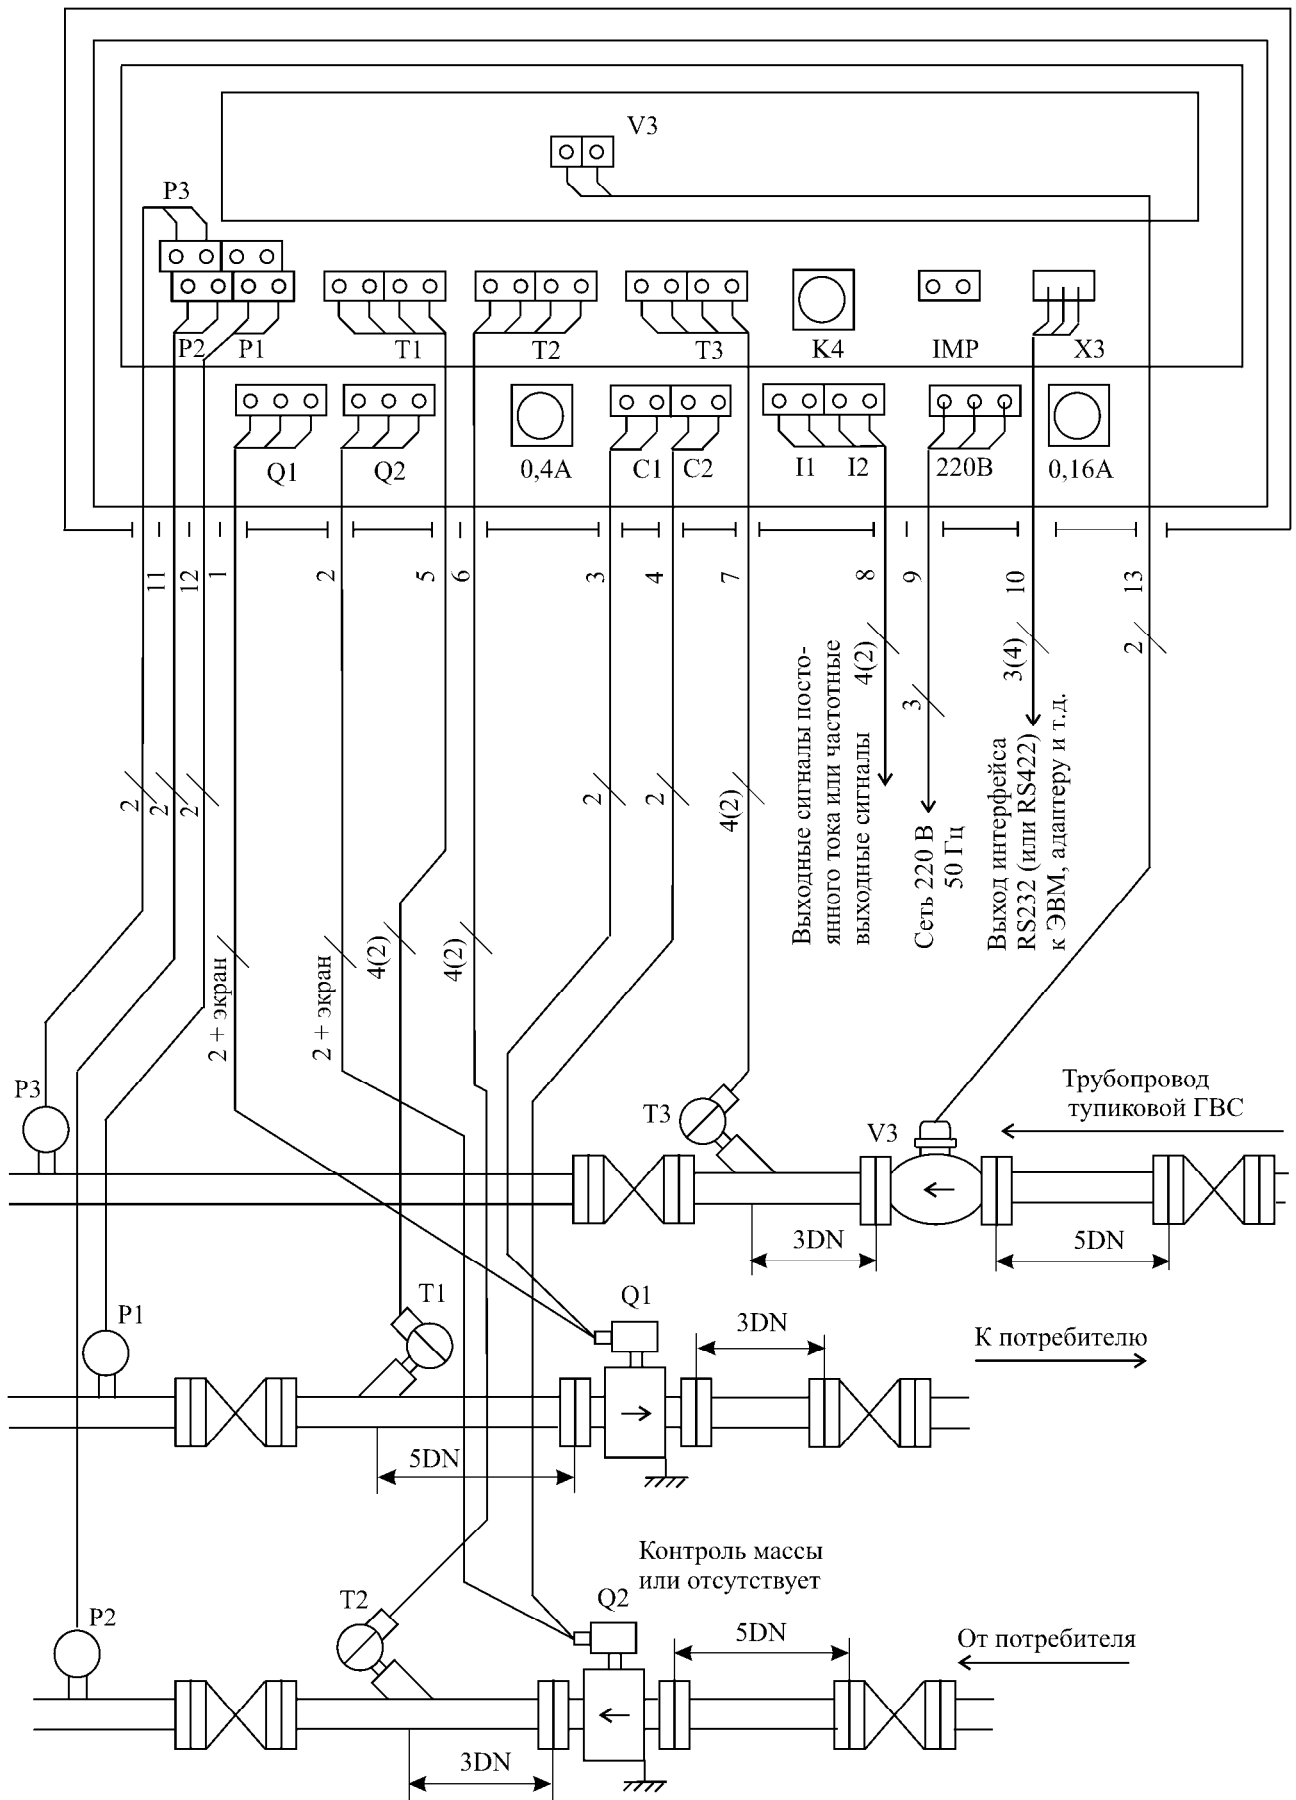 V3
P3
P2
P1
T1
T2
T3
K4
IMP
X3
Q1
Q2
0,4А
C1
C2
I1
I2
220В
0,16А
11
12
1
2
5
6
3
4
7
8
9
10
13
2
2
2
2 + экран
2 + экран
4(2)
4(2)
2
2
4(2)
4(2)
3
3(4)
2
Выходные сигналы посто-
янного тока или частотные
выходные сигналы
Сеть 220 В
50 Гц
Выход интерфейса
RS232 (или RS422)
к ЭВМ, адаптеру и т.д.
P3
T3
V3
Трубопровод
тупиковой ГВС
3DN
5DN
P1
T1
Q1
3DN
К потребителю
5DN
Контроль массы
или отсутствует
P2
T2
Q2
5DN
От потребителя
3DN